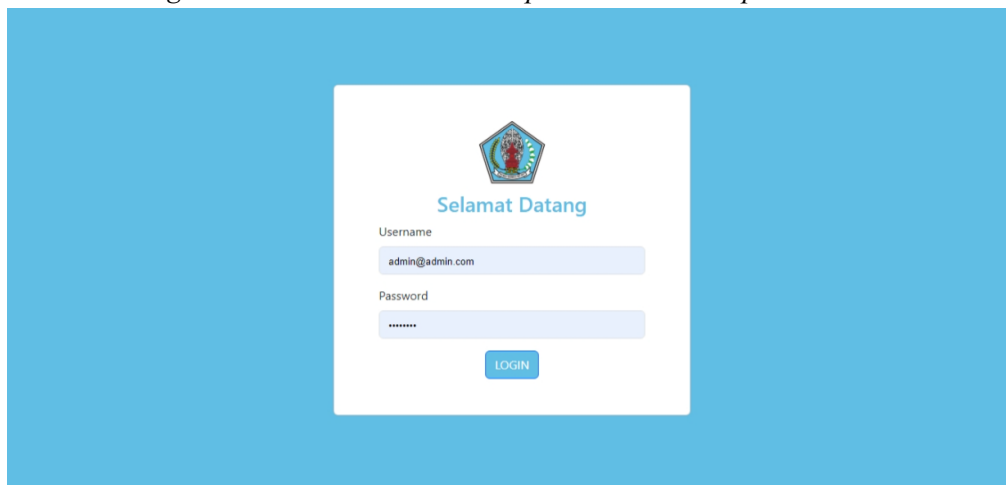 Selamat Datang
Username
admin@admin.com
Password
••••••••
LOGIN